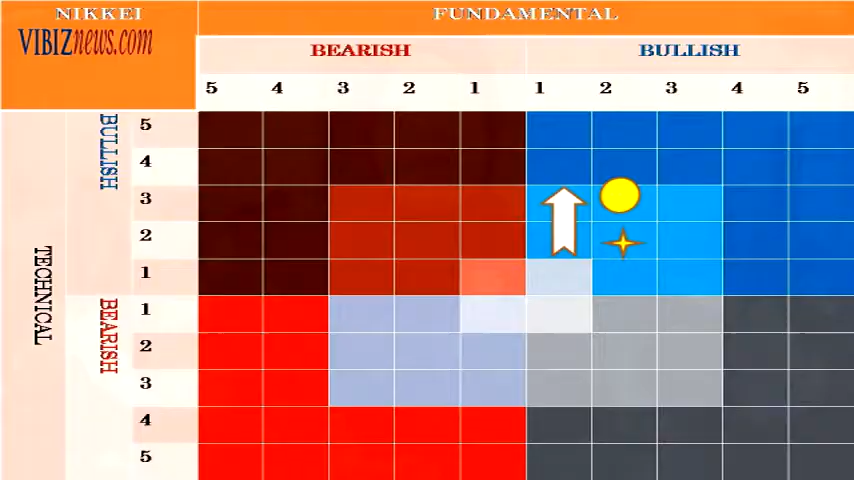 NIKKEI
FUNDAMENTAL
VIBIZnews.com
BEARISH
BULLISH
5 4 3 2 1 1 2 3 4 5
TECHNICAL
BULLISH
5
4
3
2
1
BEARISH
1
2
3
4
5